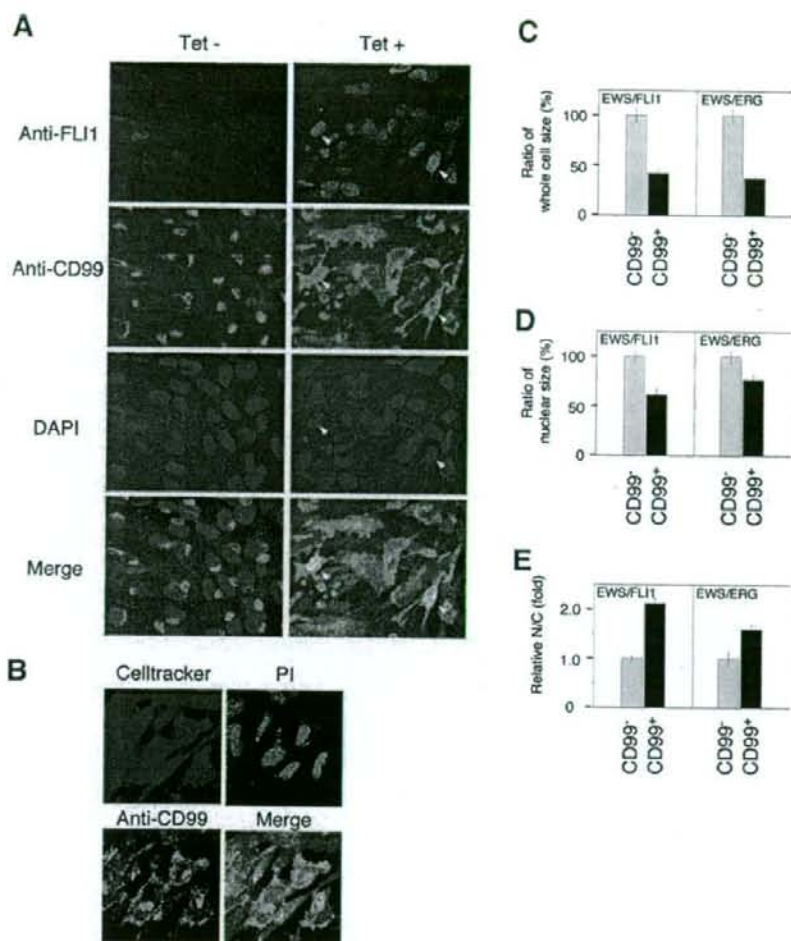 A
Tet - Tet +
Anti-FLI1
Anti-CD99
DAPI
Merge
B
Celltracker PI
Anti-CD99 Merge
C
Ratio of
whole cell size (%)
EWS/FLI1 EWS/ERG
100
50
0
CD99- CD99+ CD99- CD99+
D
Ratio of
nuclear size (%)
EWS/FLI1 EWS/ERG
100
50
0
CD99- CD99+ CD99- CD99+
E
Relative N/C (fold)
EWS/FLI1 EWS/ERG
2.0
1.0
0
CD99- CD99+ CD99- CD99+